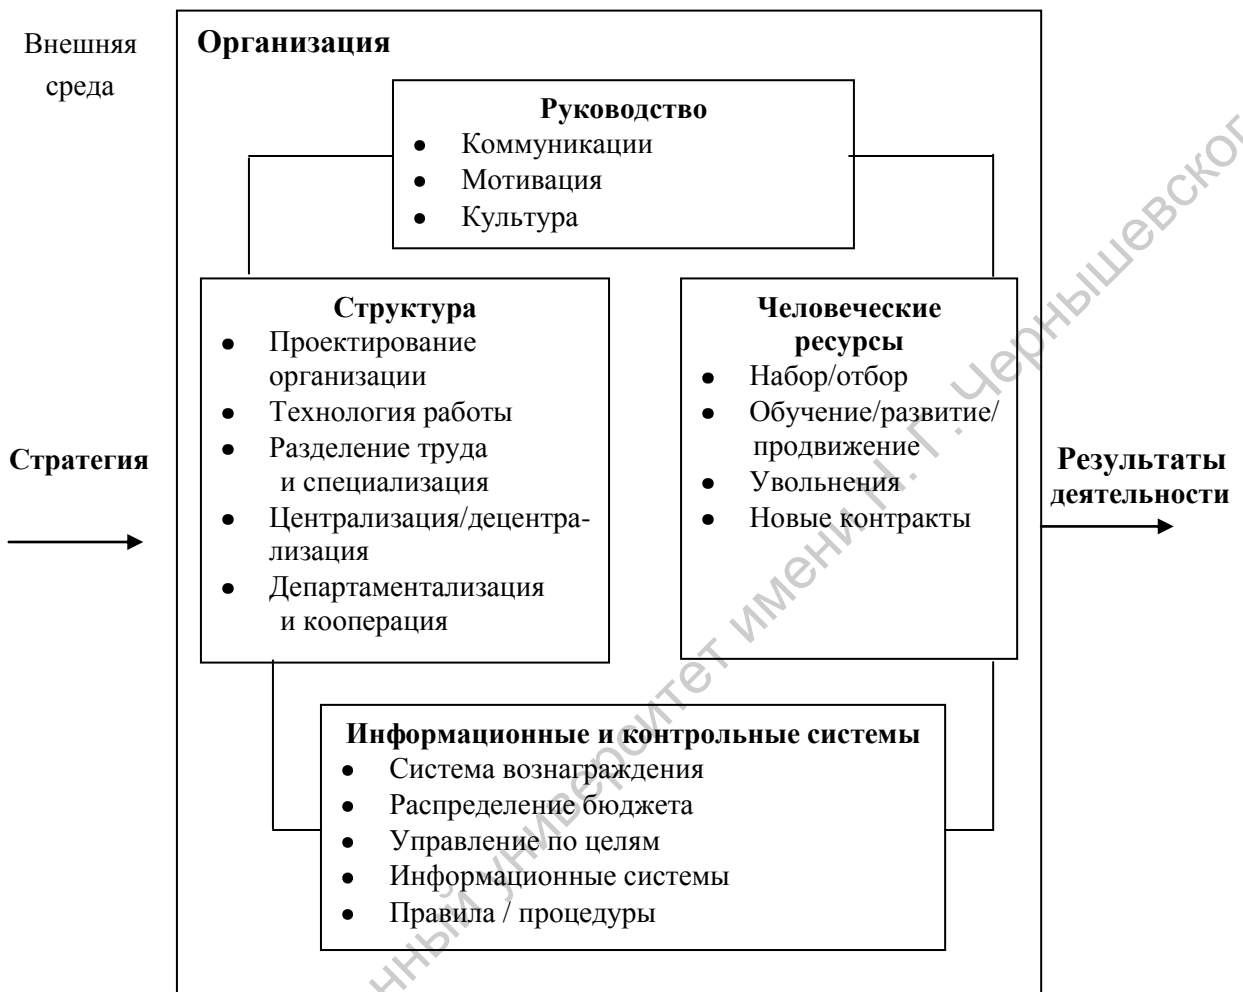 Внешняя
среда
Организация
Руководство
● Коммуникации
● Мотивация
● Культура
Структура
● Проектирование
организации
● Технология работы
● Разделение труда
и специализация
● Централизация/децентра-
лизация
● Департаментализация
и кооперация
Человеческие
ресурсы
● Набор/отбор
● Обучение/развитие/
продвижение
● Увольнения
● Новые контракты
Стратегия
Результаты
деятельности
Информационные и контрольные системы
● Система вознаграждения
● Распределение бюджета
● Управление по целям
● Информационные системы
● Правила / процедуры
университет имени Н. Г.